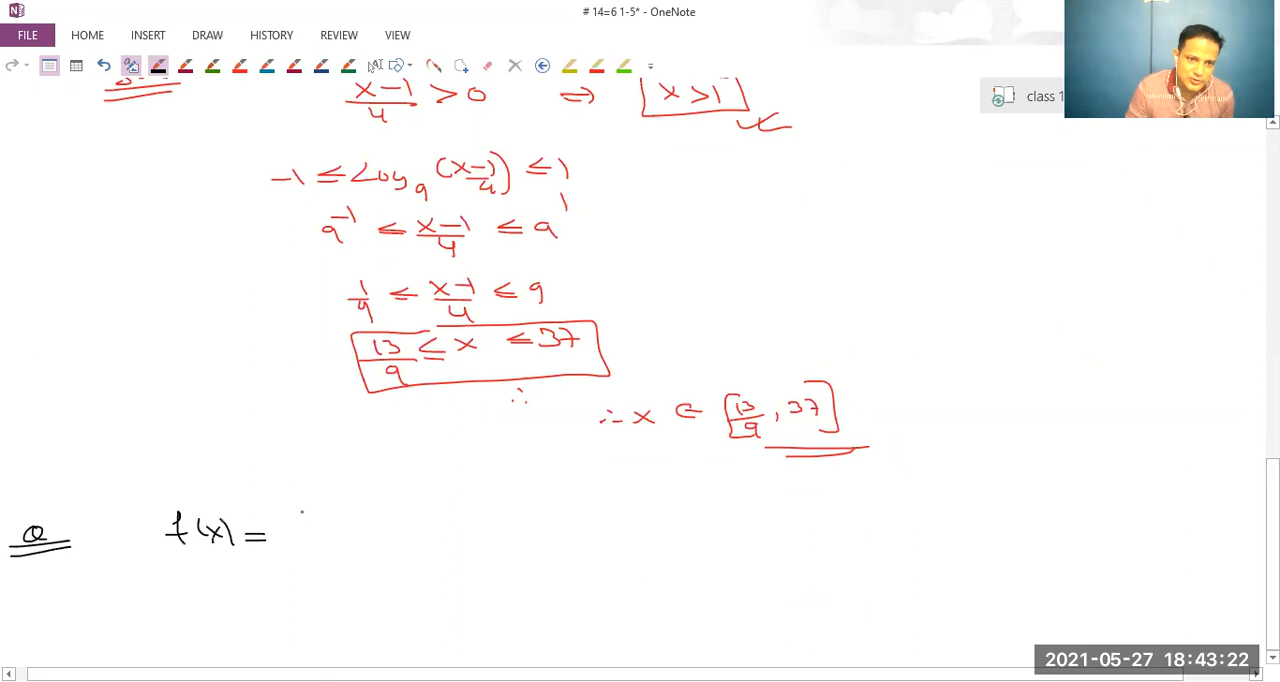 # 14=6 1-5* - OneNote
FILE HOME INSERT DRAW HISTORY REVIEW VIEW
class 1
x-1/4 > 0 ⇒ x > 1
-1 ≤ Log₉ (x-1/4) ≤ 1
9⁻¹ ≤ x-1/4 ≤ 9¹
1/9 ≤ x-1/4 ≤ 9
13/9 ≤ x ≤ 37
∴
∴ x ∈ [13/9, 37]
Q f(x) =
2021-05-27 18:43:22